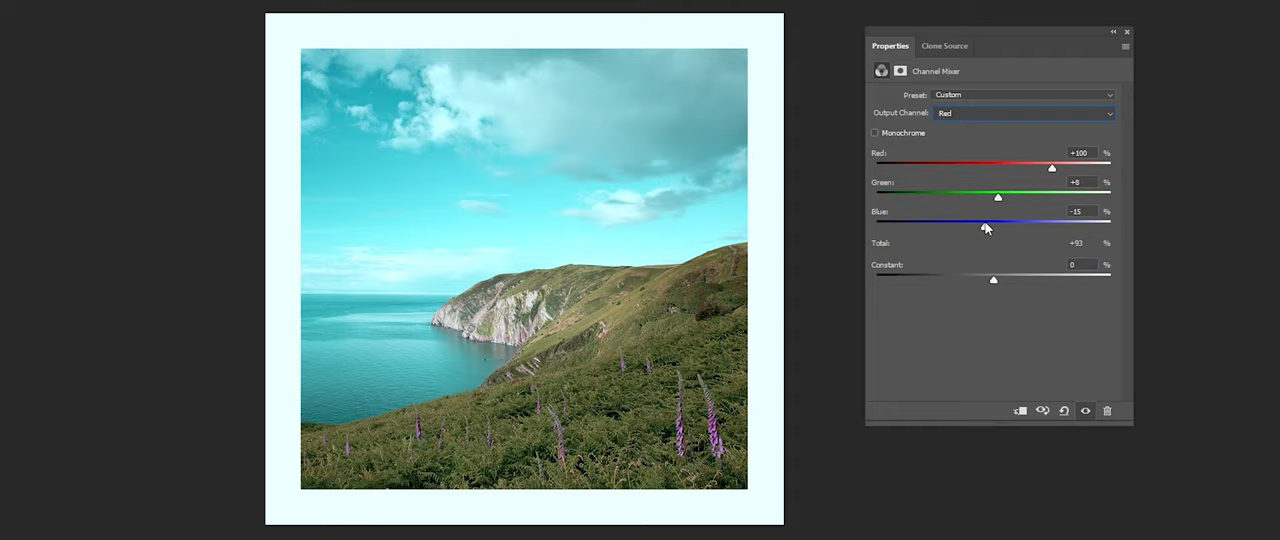 Properties Clone Source
Channel Mixer
Preset: Custom
Output Channel: Red
Monochrome
Red: +100 %
Green: +8 %
Blue: -15 %
Total: +93 %
Constant: 0 %